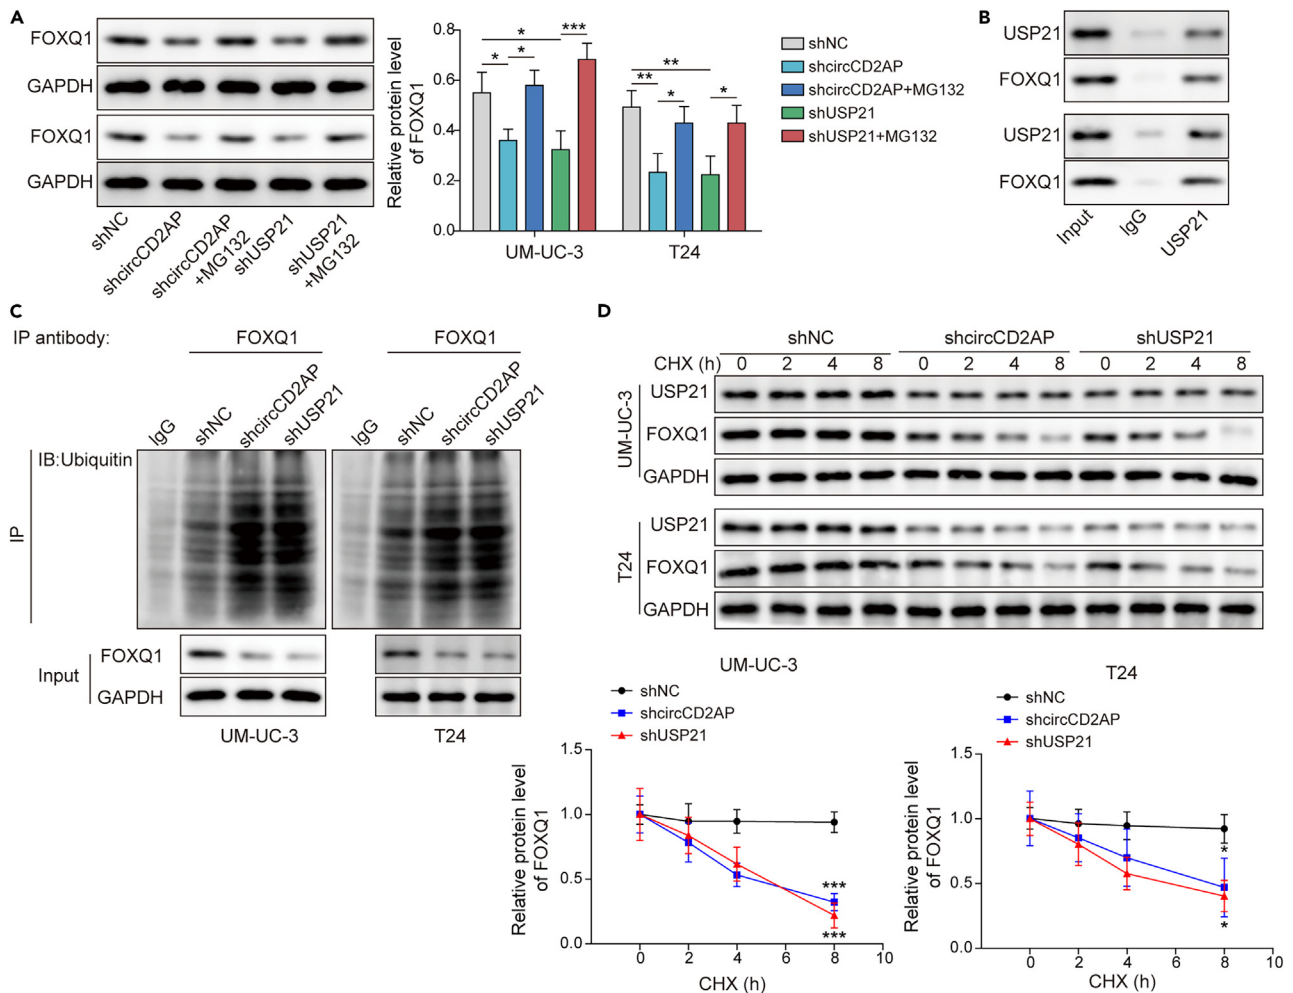 A
FOXQ1
GAPDH
FOXQ1
GAPDH
shNC
shcircCD2AP
shcircCD2AP
+MG132
shUSP21
shUSP21
+MG132
Relative protein level
of FOXQ1
0.8
0.6
0.4
0.2
0.0
* * * ***
** ** * *
UM-UC-3 T24
shNC
shcircCD2AP
shcircCD2AP+MG132
shUSP21
shUSP21+MG132
B
USP21
FOXQ1
USP21
FOXQ1
Input IgG USP21
C
IP antibody: FOXQ1 FOXQ1
IgG shNC shcircCD2AP shUSP21 IgG shNC shcircCD2AP shUSP21
IB:Ubiquitin
IP
Input
FOXQ1
GAPDH
UM-UC-3 T24
D
shNC shcircCD2AP shUSP21
CHX (h) 0 2 4 8 0 2 4 8 0 2 4 8
UM-UC-3
USP21
FOXQ1
GAPDH
T24
USP21
FOXQ1
GAPDH
UM-UC-3
shNC
shcircCD2AP
shUSP21
Relative protein level
of FOXQ1
1.5
1.0
0.5
0.0
***
***
0 2 4 6 8 10
CHX (h)
T24
shNC
shcircCD2AP
shUSP21
Relative protein level
of FOXQ1
1.5
1.0
0.5
0.0
*
*
0 2 4 6 8 10
CHX (h)